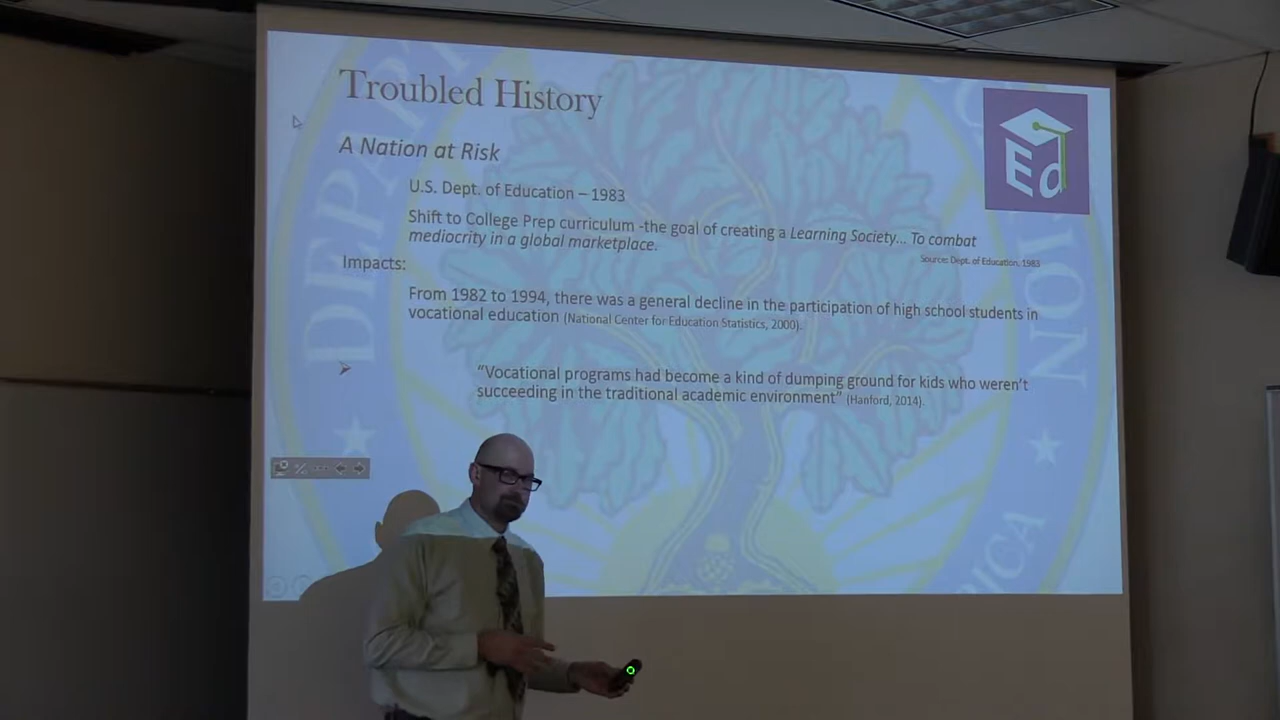 Troubled History
Ed
A Nation at Risk
U.S. Dept. of Education – 1983
Shift to College Prep curriculum -the goal of creating a Learning Society... To combat
mediocrity in a global marketplace.
Source: Dept. of Education, 1983
Impacts:
From 1982 to 1994, there was a general decline in the participation of high school students in
vocational education (National Center for Education Statistics, 2000).
“Vocational programs had become a kind of dumping ground for kids who weren’t
succeeding in the traditional academic environment” (Hanford, 2014).